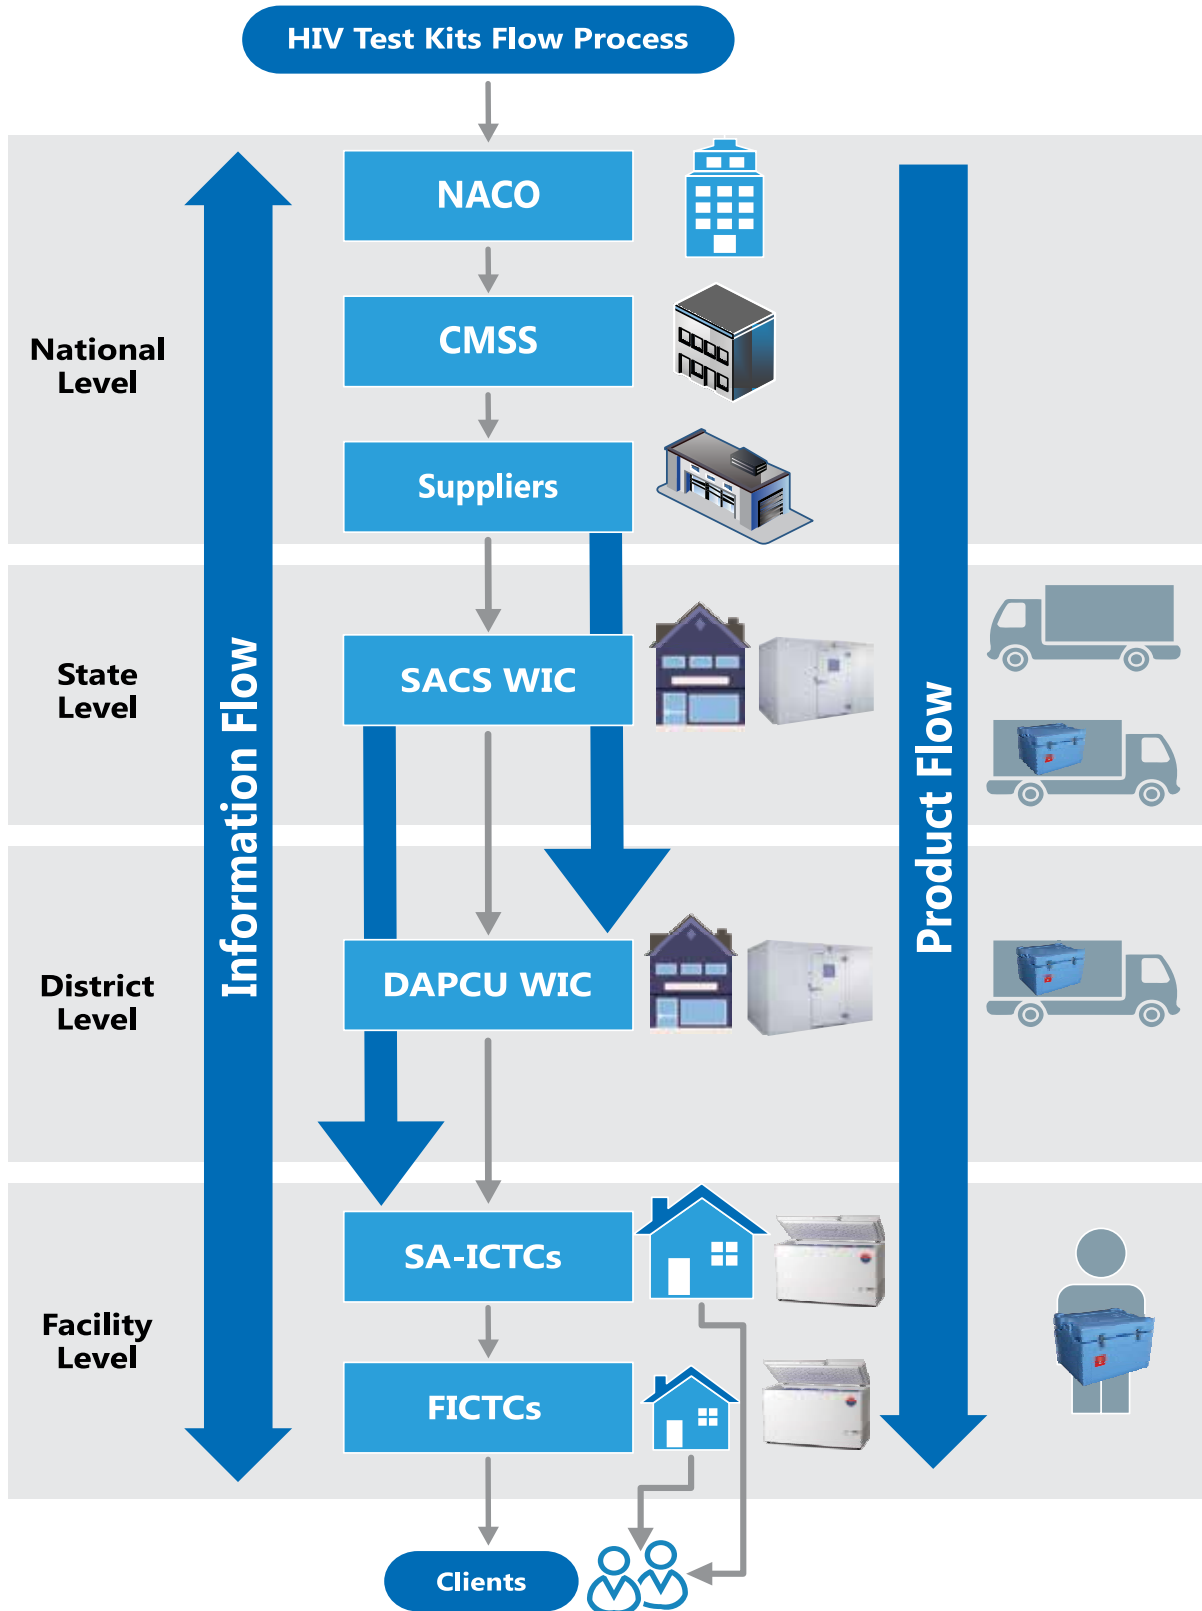 HIV Test Kits Flow Process
National
Level
NACO
CMSS
Suppliers
State
Level
SACS WIC
Information Flow
Product Flow
District
Level
DAPCU WIC
Facility
Level
SA-ICTCs
FICTCs
Clients